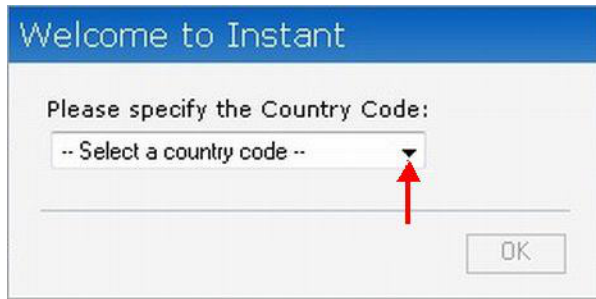 Welcome to Instant
Please specify the Country Code:
-- Select a country code --
OK